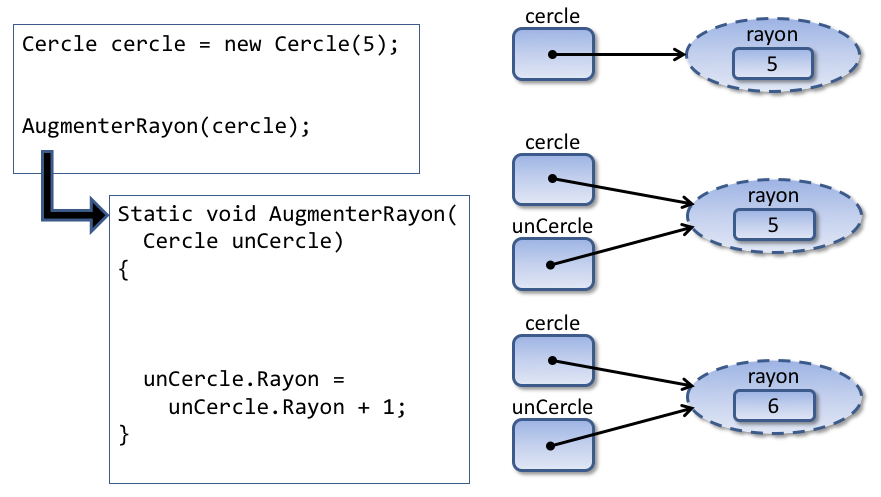 Cercle cercle = new Cercle(5);
AugmenterRayon(cercle);
Static void AugmenterRayon(
Cercle unCercle)
{
unCercle.Rayon =
unCercle.Rayon + 1;
}
cercle
rayon
5
cercle
unCercle
rayon
5
cercle
unCercle
rayon
6